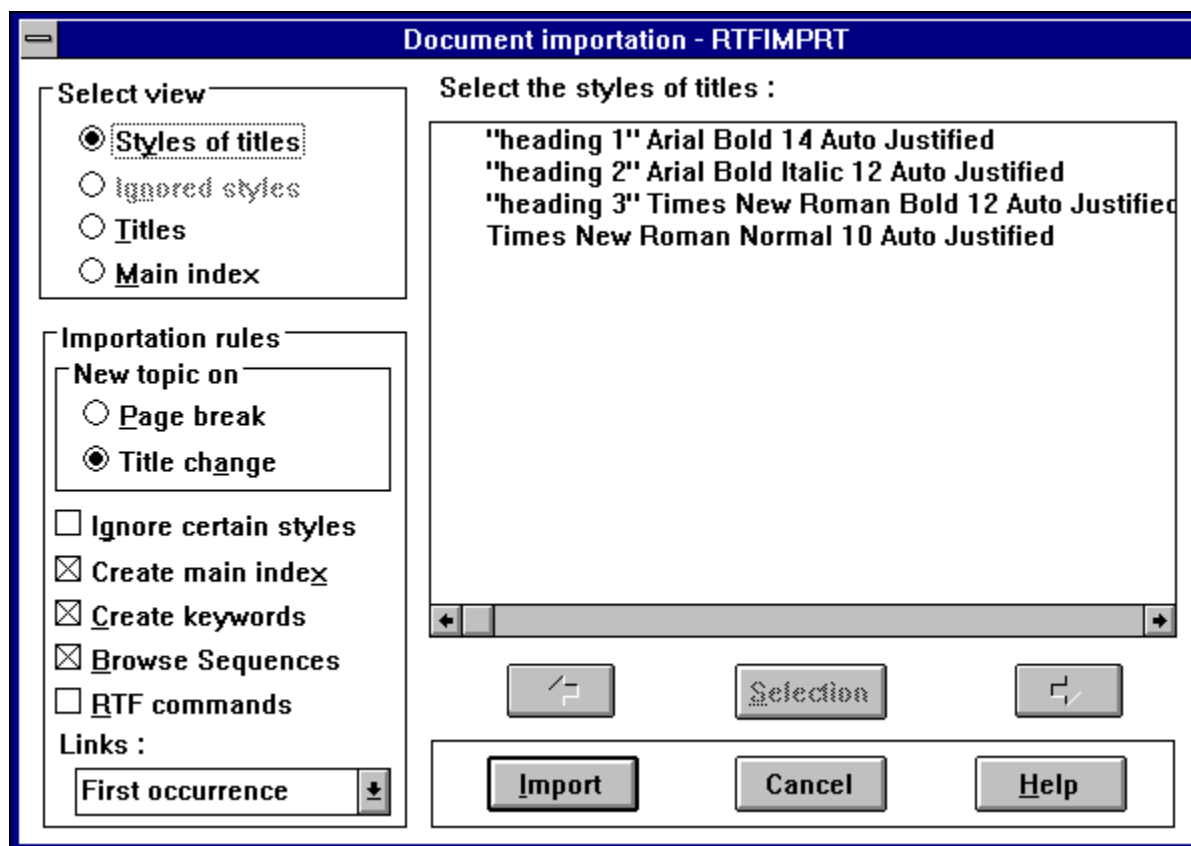 Document importation - RTFIMPRT
Select view
Styles of titles
Ignored styles
Titles
Main index
Importation rules
New topic on
Page break
Title change
Ignore certain styles
Create main index
Create keywords
Browse Sequences
RTF commands
Links :
First occurrence
Select the styles of titles :
"heading 1" Arial Bold 14 Auto Justified
"heading 2" Arial Bold Italic 12 Auto Justified
"heading 3" Times New Roman Bold 12 Auto Justified
Times New Roman Normal 10 Auto Justified
Selection
Import
Cancel
Help